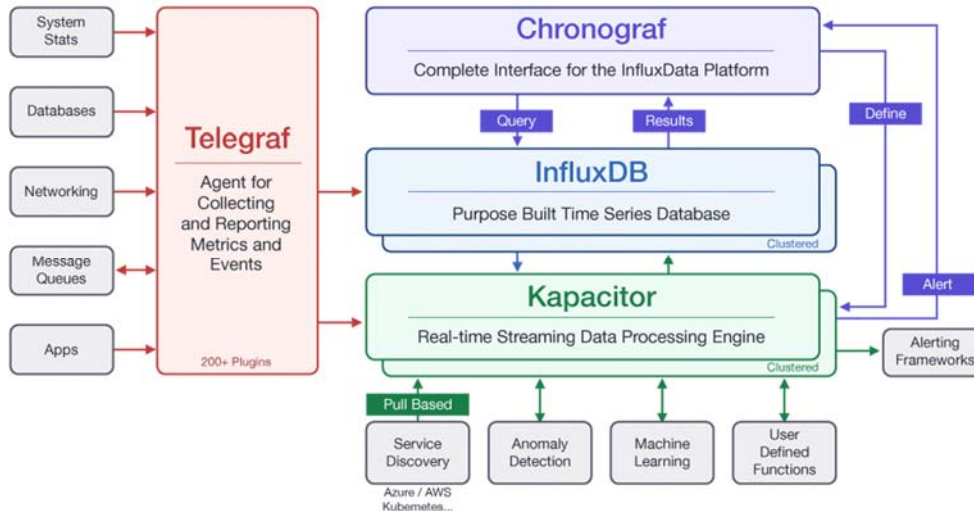 System
Stats
Databases
Networking
Message
Queues
Apps
Telegraf
Agent for
Collecting
and Reporting
Metrics and
Events
200+ Plugins
Chronograf
Complete Interface for the InfluxData Platform
Query
Results
Define
InfluxDB
Purpose Built Time Series Database
Clustered
Alert
Kapacitor
Real-time Streaming Data Processing Engine
Clustered
Alerting
Frameworks
Pull Based
Service
Discovery
Azure / AWS
Kubernetes...
Anomaly
Detection
Machine
Learning
User
Defined
Functions